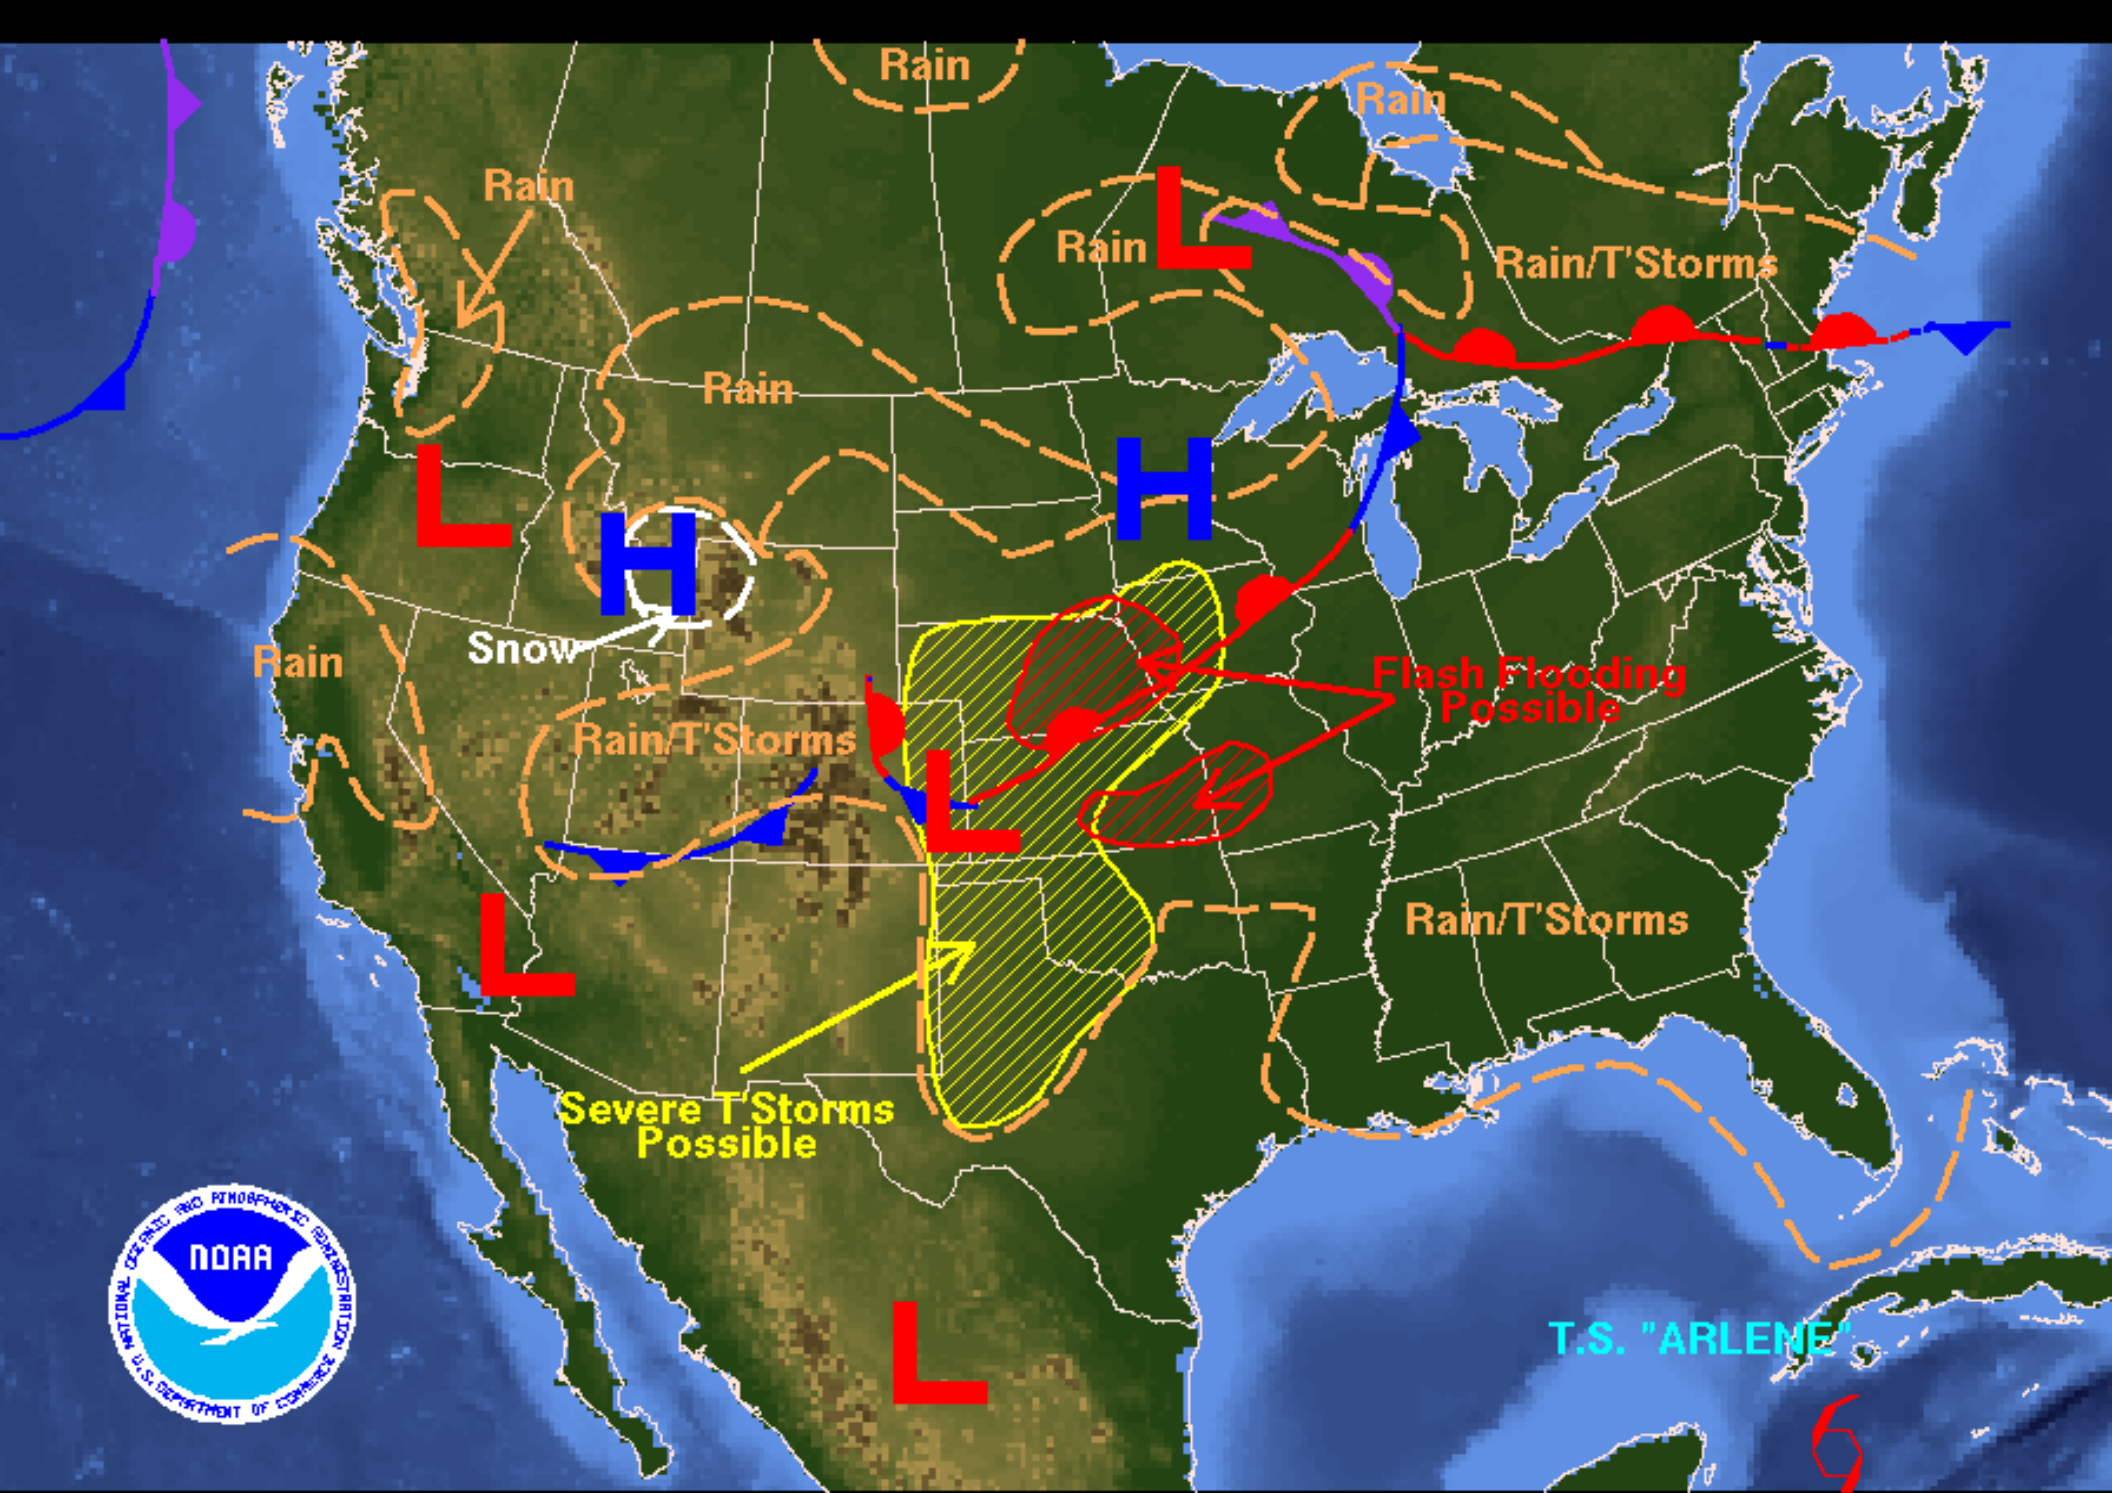 Rain
Rain
Rain
Rain
Rain/T'Storms
Rain
L
L
H
L
H
Snow
Rain
Rain/T'Storms
Flash Flooding
Possible
L
L
Rain/T'Storms
Severe T'Storms
Possible
NATIONAL OCEANIC AND ATMOSPHERIC ADMINISTRATION
NOAA
U.S. DEPARTMENT OF COMMERCE
T.S. "ARLENE"
L